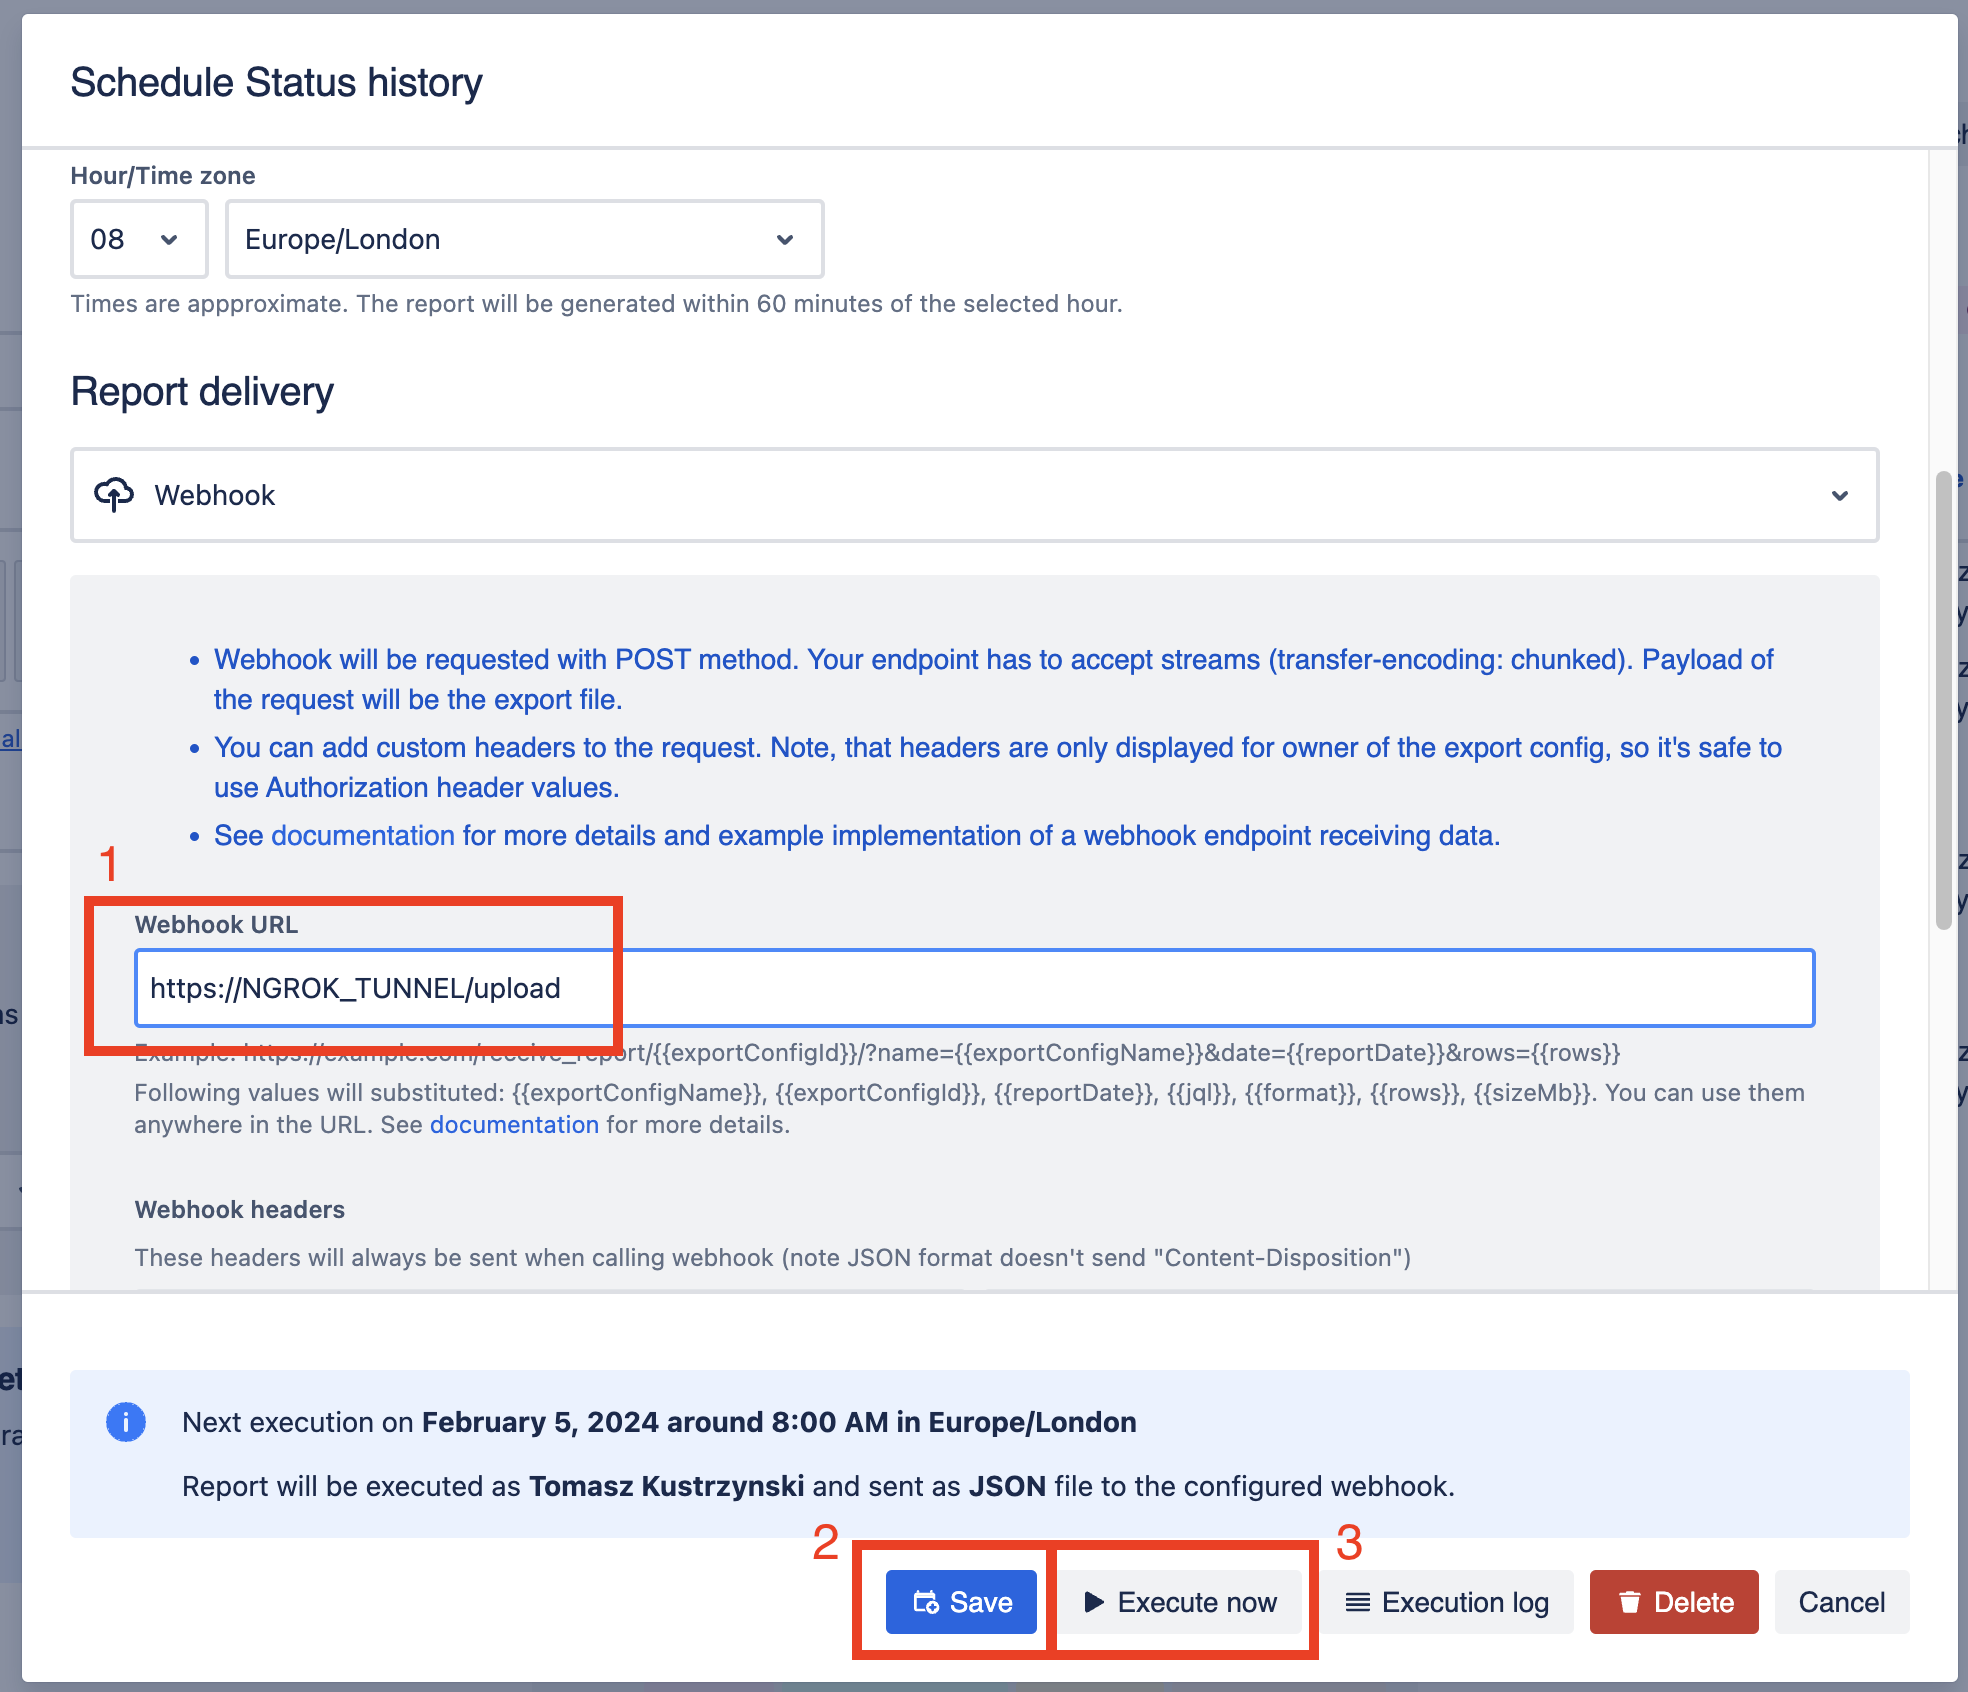 Schedule Status history
Hour/Time zone
08
Europe/London
Times are appproximate. The report will be generated within 60 minutes of the selected hour.
Report delivery
Webhook
Webhook will be requested with POST method. Your endpoint has to accept streams (transfer-encoding: chunked). Payload of
the request will be the export file.
You can add custom headers to the request. Note, that headers are only displayed for owner of the export config, so it's safe to
use Authorization header values.
See documentation for more details and example implementation of a webhook endpoint receiving data.
1
Webhook URL
https://NGROK_TUNNEL/upload
Example: https://example.com/receive_report/{{exportConfigId}}/?name={{exportConfigName}}&date={{reportDate}}&rows={{rows}}
Following values will substituted: {{exportConfigName}}, {{exportConfigId}}, {{reportDate}}, {{jql}}, {{format}}, {{rows}}, {{sizeMb}}. You can use them
anywhere in the URL. See documentation for more details.
Webhook headers
These headers will always be sent when calling webhook (note JSON format doesn't send "Content-Disposition")
Next execution on February 5, 2024 around 8:00 AM in Europe/London
Report will be executed as Tomasz Kustrzynski and sent as JSON file to the configured webhook.
2
3
Save
Execute now
Execution log
Delete
Cancel